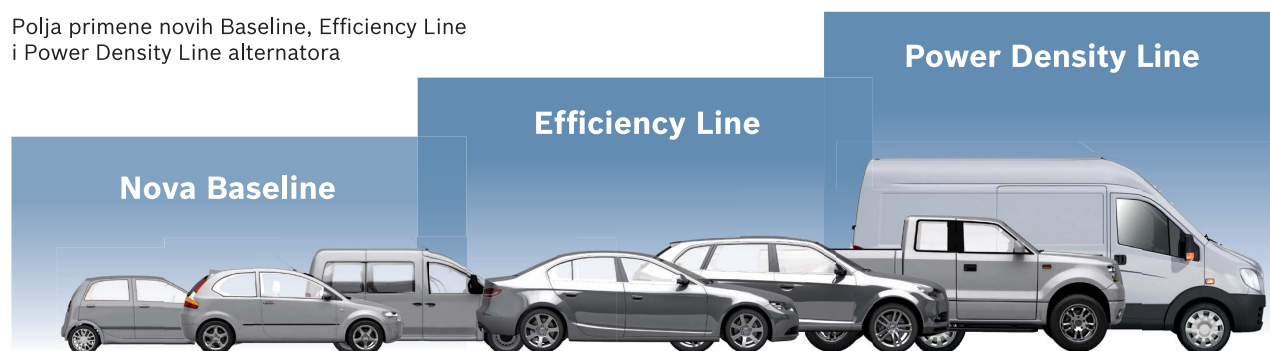 Polja primene novih Baseline, Efficiency Line
i Power Density Line alternatora
Power Density Line
Efficiency Line
Nova Baseline